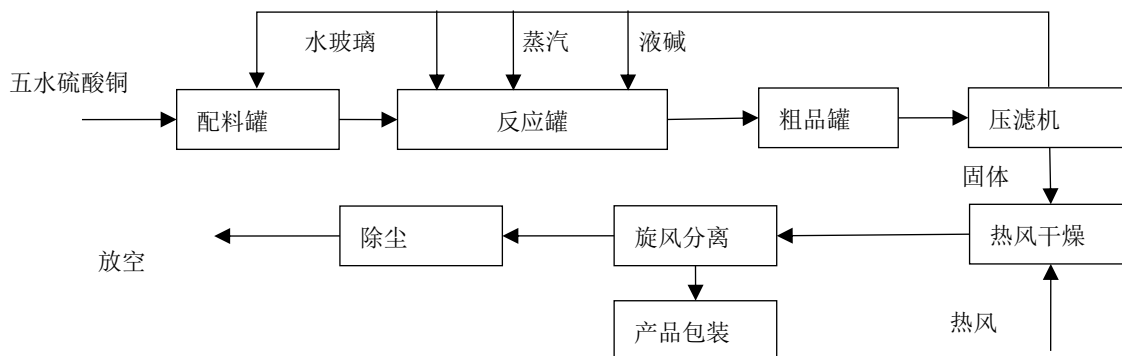 水玻璃
蒸汽
液碱
五水硫酸铜
配料罐
反应罐
粗品罐
压滤机
固体
放空
除尘
旋风分离
热风干燥
产品包装
热风